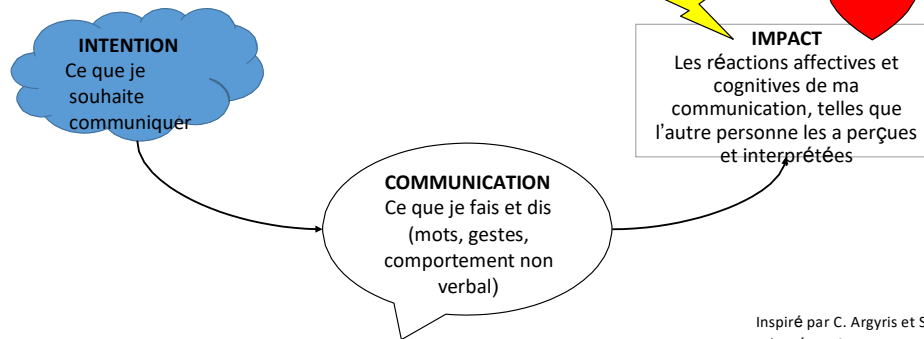 INTENTION
Ce que je
souhaite
communiquer
COMMUNICATION
Ce que je fais et dis
(mots, gestes,
comportement non
verbal)
IMPACT
Les réactions affectives et
cognitives de ma
communication, telles que
l'autre personne les a perçues
et interprétées
Inspiré par C. Argyris et S